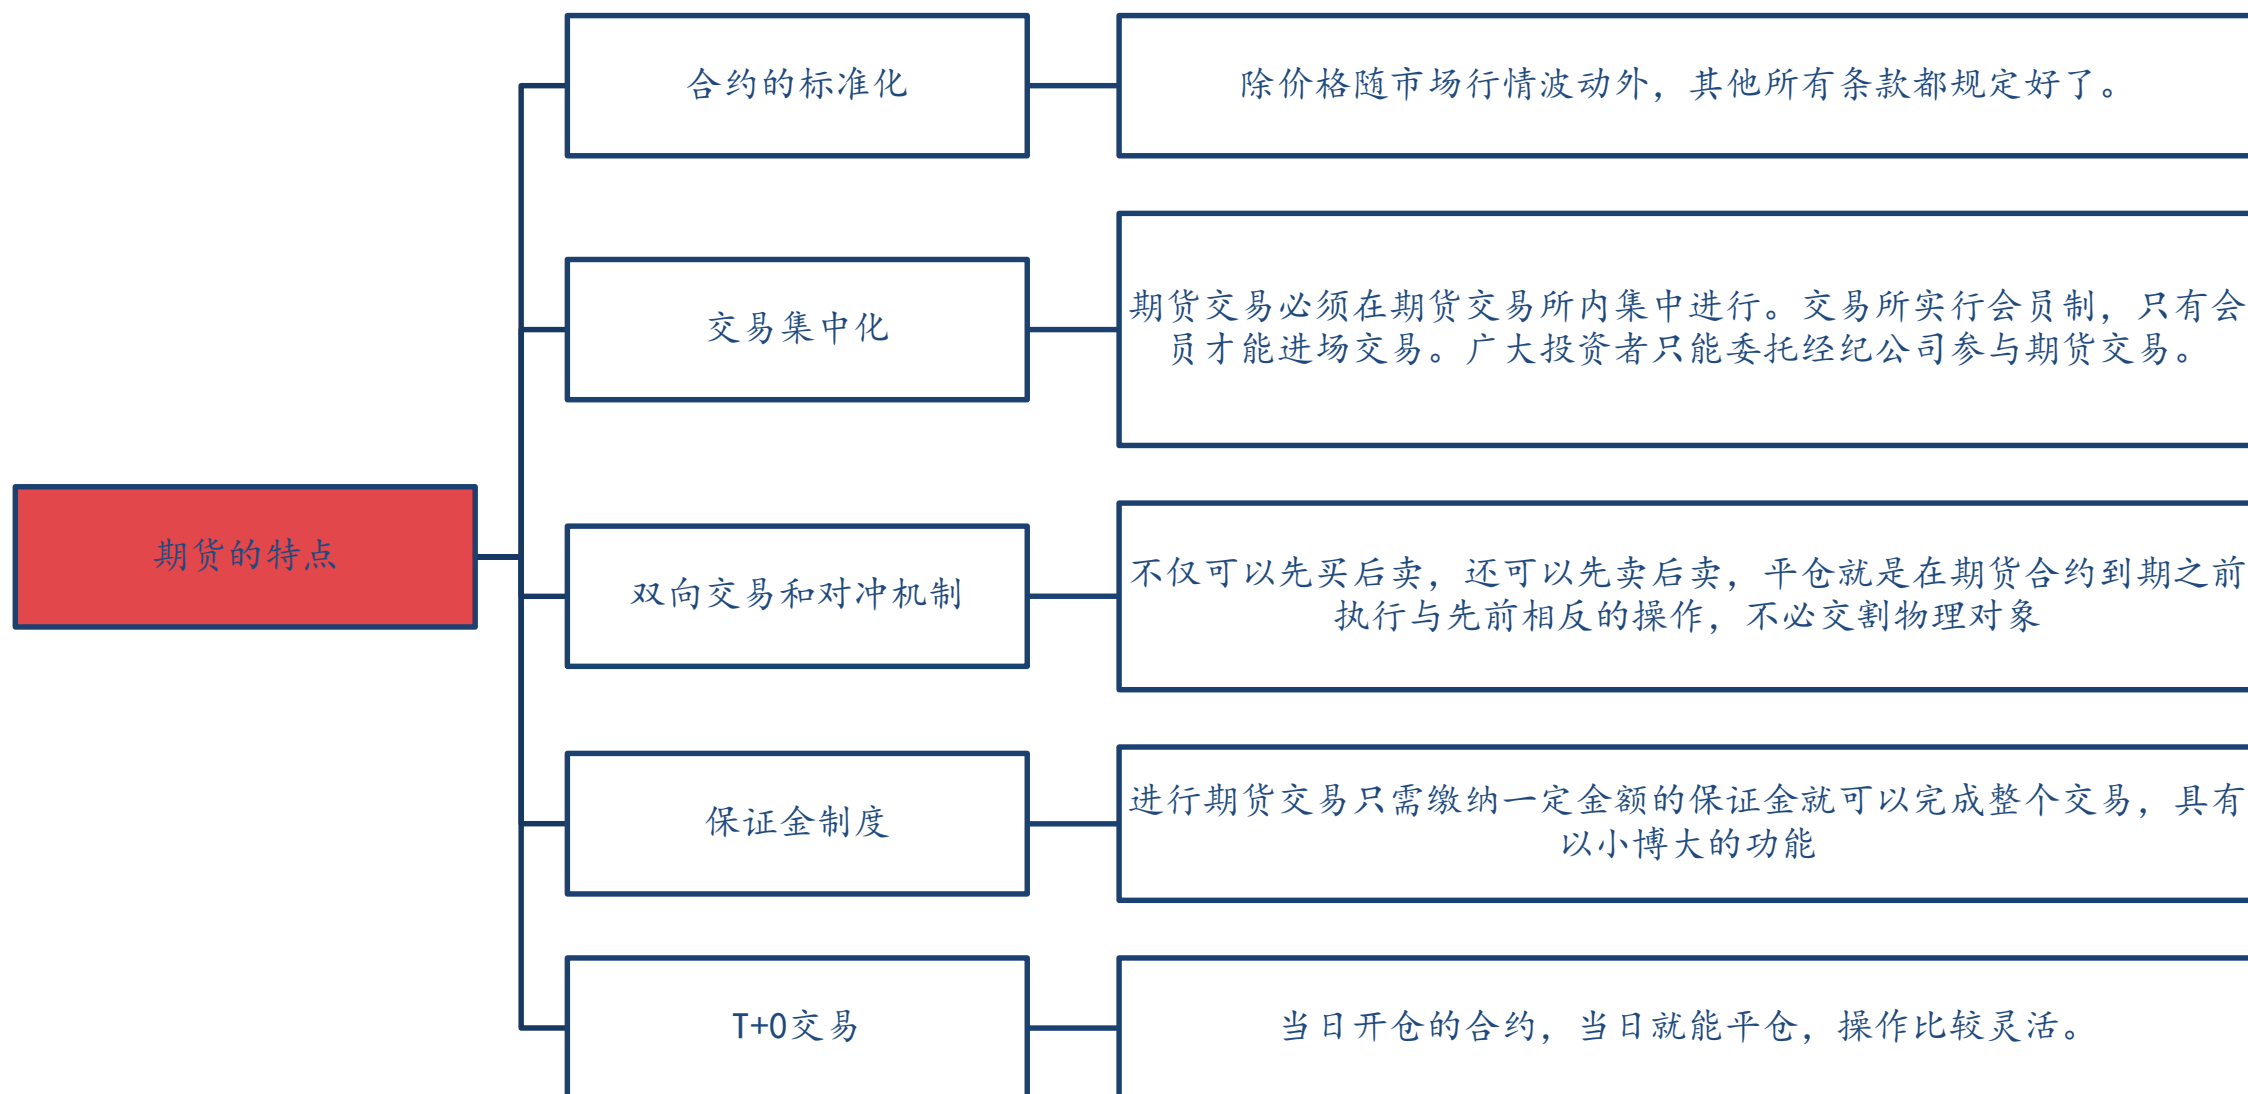 期货的特点
合约的标准化
除价格随市场行情波动外，其他所有条款都规定好了。
交易集中化
期货交易必须在期货交易所内集中进行。交易所实行会员制，只有会
员才能进场交易。广大投资者只能委托经纪公司参与期货交易。
双向交易和对冲机制
不仅可以先买后卖，还可以先卖后卖，平仓就是在期货合约到期之前
执行与先前相反的操作，不必交割物理对象
保证金制度
进行期货交易只需缴纳一定金额的保证金就可以完成整个交易，具有
以小博大的功能
T+0交易
当日开仓的合约，当日就能平仓，操作比较灵活。